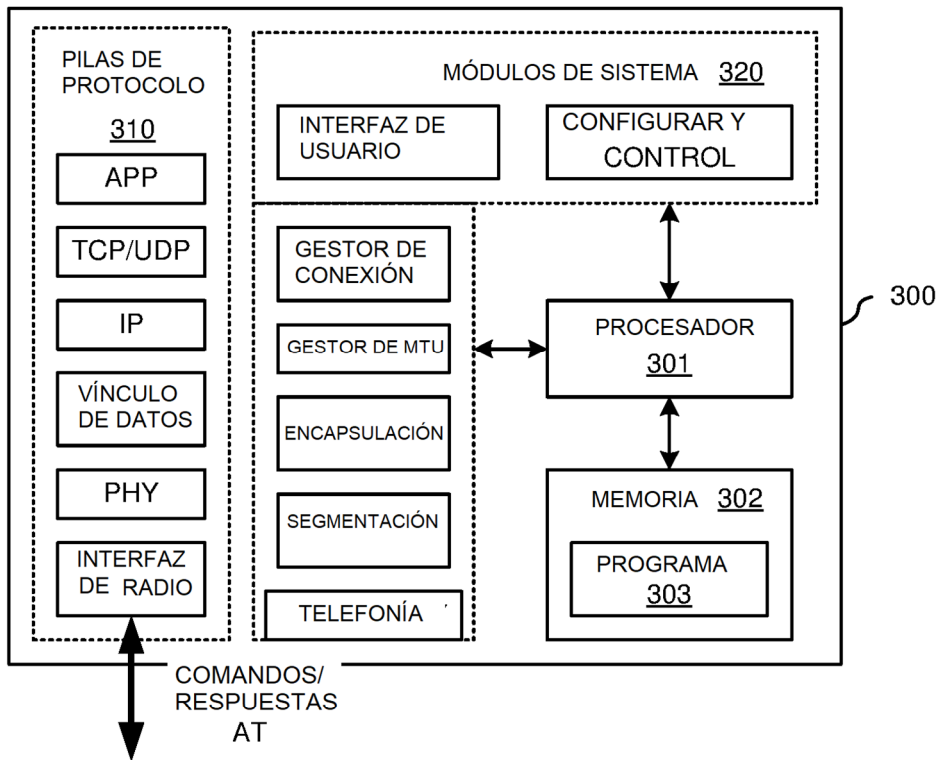 PILAS DE
PROTOCOLO
310
APP
TCP/UDP
IP
VÍNCULO
DE DATOS
PHY
INTERFAZ
DE RADIO
MÓDULOS DE SISTEMA 320
INTERFAZ DE
USUARIO
CONFIGURAR Y
CONTROL
GESTOR DE
CONEXIÓN
GESTOR DE MTU
ENCAPSULACIÓN
SEGMENTACIÓN
TELEFONÍA
PROCESADOR
301
MEMORIA 302
PROGRAMA
303
300
COMANDOS/
RESPUESTAS
AT